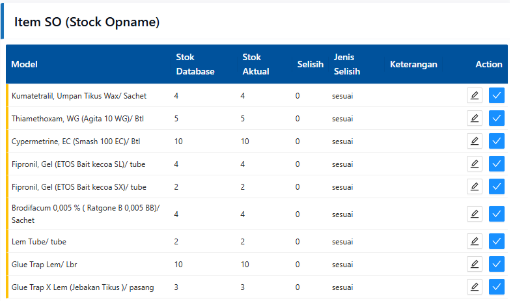 Item SO (Stock Opname)
Model Stok Database Stok Aktual Selisih Jenis Selisih Keterangan Action
Kumatetralil, Umpan Tikus Wax/ Sachet 4 4 0 sesuai
Thiamethoxam, WG (Agita 10 WG)/ Btl 5 5 0 sesuai
Cypermetrine, EC (Smash 100 EC)/ Btl 10 10 0 sesuai
Fipronil, Gel (ETOS Bait kecoa SL)/ tube 4 4 0 sesuai
Fipronil, Gel (ETOS Bait kecoa SX)/ tube 2 2 0 sesuai
Brodifacum 0,005 % ( Ratgone B 0,005 BB)/
Sachet 4 4 0 sesuai
Lem Tube/ tube 2 2 0 sesuai
Glue Trap Lem/ Lbr 10 10 0 sesuai
Glue Trap X Lem (Jebakan Tikus )/ pasang 3 3 0 sesuai